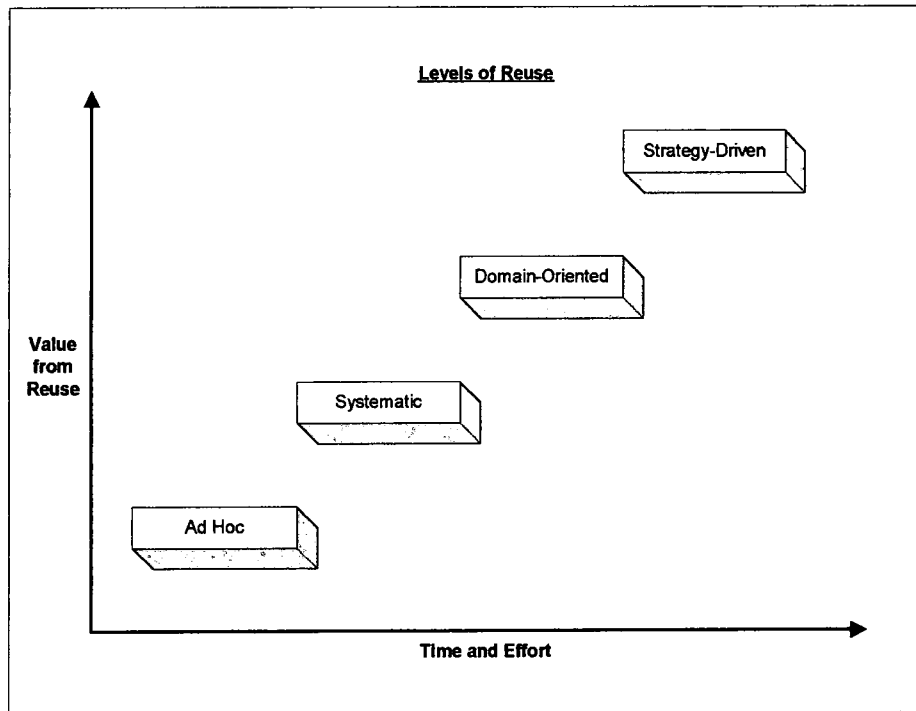 Levels of Reuse
Strategy-Driven
Domain-Oriented
Value
from
Reuse
Systematic
Ad Hoc
Time and Effort